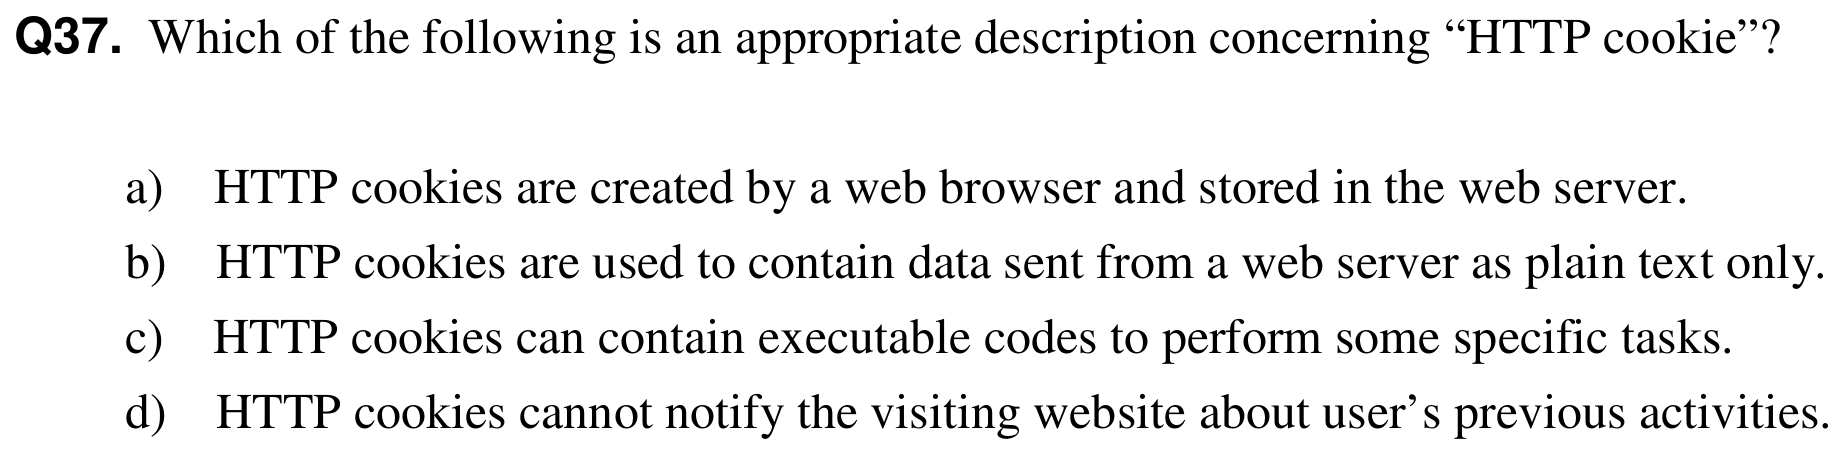 Q37. Which of the following is an appropriate description concerning “HTTP cookie”?
a) HTTP cookies are created by a web browser and stored in the web server.
b) HTTP cookies are used to contain data sent from a web server as plain text only.
c) HTTP cookies can contain executable codes to perform some specific tasks.
d) HTTP cookies cannot notify the visiting website about user’s previous activities.